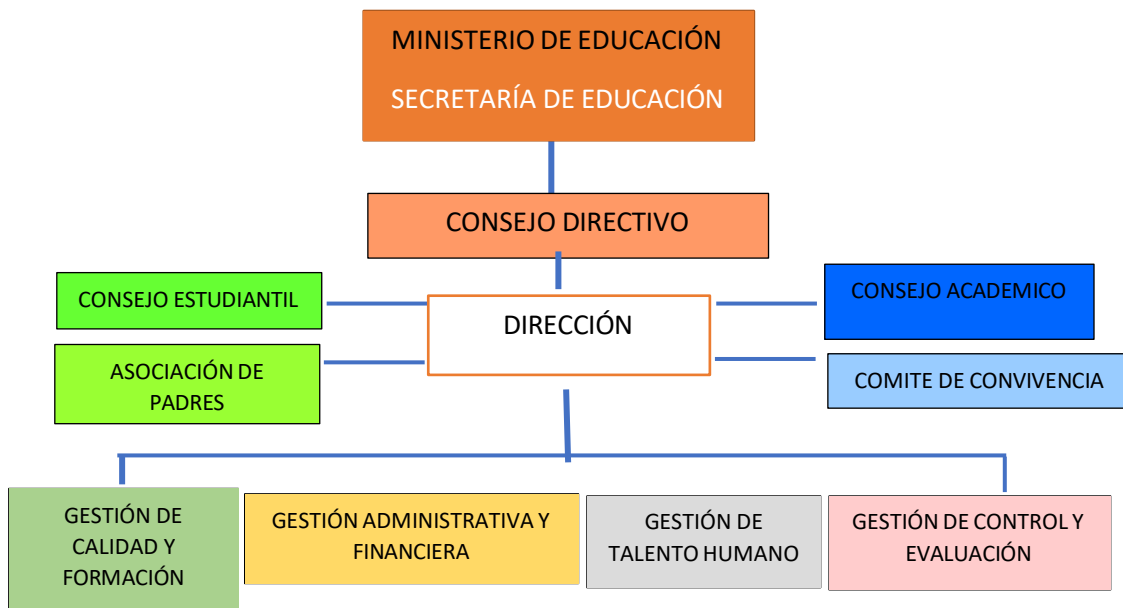 MINISTERIO DE EDUCACIÓN
SECRETARÍA DE EDUCACIÓN
CONSEJO DIRECTIVO
CONSEJO ESTUDIANTIL
CONSEJO ACADEMICO
DIRECCIÓN
ASOCIACIÓN DE
PADRES
COMITE DE CONVIVENCIA
GESTIÓN DE
CALIDAD Y
FORMACIÓN
GESTIÓN ADMINISTRATIVA Y
FINANCIERA
GESTIÓN DE
TALENTO HUMANO
GESTIÓN DE CONTROL Y
EVALUACIÓN